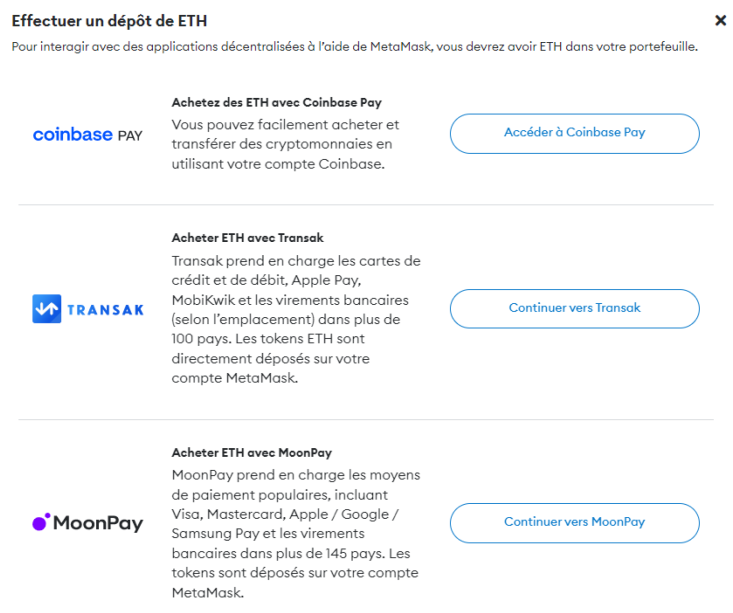 Effectuer un dépôt de ETH
Pour interagir avec des applications décentralisées à l'aide de MetaMask, vous devrez avoir ETH dans votre portefeuille.
Achetez des ETH avec Coinbase Pay
coinbase PAY
Vous pouvez facilement acheter et
transférer des cryptomonnaies en
utilisant votre compte Coinbase.
Accéder à Coinbase Pay
Acheter ETH avec Transak
TRANSAK
Transak prend en charge les cartes de
crédit et de débit, Apple Pay,
MobiKwik et les virements bancaires
(selon l'emplacement) dans plus de
100 pays. Les tokens ETH sont
directement déposés sur votre
compte MetaMask.
Continuer vers Transak
Acheter ETH avec MoonPay
MoonPay
MoonPay prend en charge les moyens
de paiement populaires, incluant
Visa, Mastercard, Apple / Google /
Samsung Pay et les virements
bancaires dans plus de 145 pays. Les
tokens sont déposés sur votre compte
MetaMask.
Continuer vers MoonPay